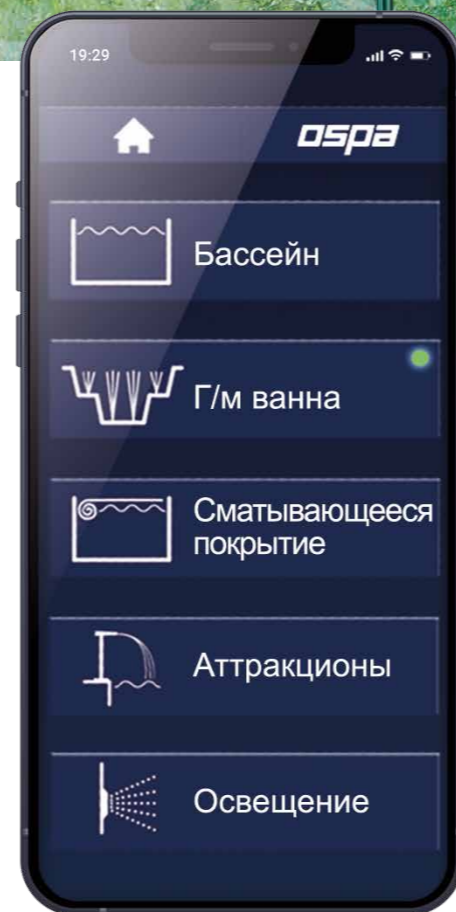 19:29
ospa
Бассейн
Г/м ванна
Сматывающееся
покрытие
Аттракционы
Освещение